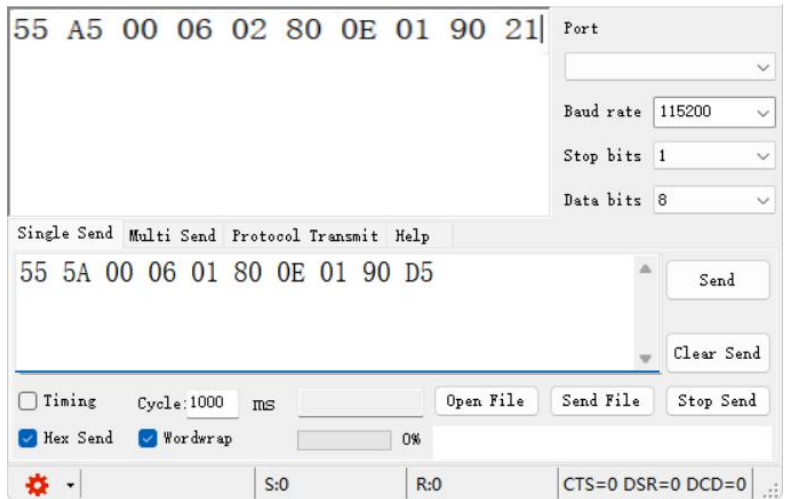 55 A5 00 06 02 80 0E 01 90 21
Port
Baud rate 115200
Stop bits 1
Data bits 8
Single Send Multi Send Protocol Transmit Help
55 5A 00 06 01 80 0E 01 90 D5
Send
Clear Send
Timing Cycle:1000 ms Open File Send File Stop Send
Hex Send Wordwrap 0%
S:0 R:0 CTS=0 DSR=0 DCD=0